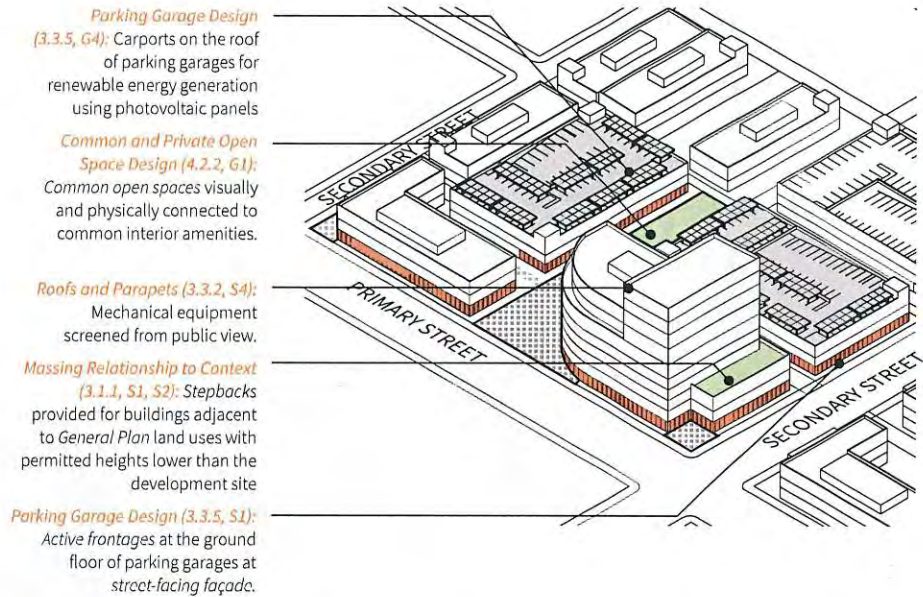 Parking Garage Design
(3.3.5, G4): Carports on the roof
of parking garages for
renewable energy generation
using photovoltaic panels
Common and Private Open
Space Design (4.2.2, G1):
Common open spaces visually
and physically connected to
common interior amenities.
Roofs and Parapets (3.3.2, S4):
Mechanical equipment
screened from public view.
Massing Relationship to Context
(3.1.1, S1, S2): Stepbacks
provided for buildings adjacent
to General Plan land uses with
permitted heights lower than the
development site
Parking Garage Design (3.3.5, S1):
Active frontages at the ground
floor of parking garages at
street-facing façade.
SECONDARY STREET
PRIMARY STREET
SECONDARY STREET